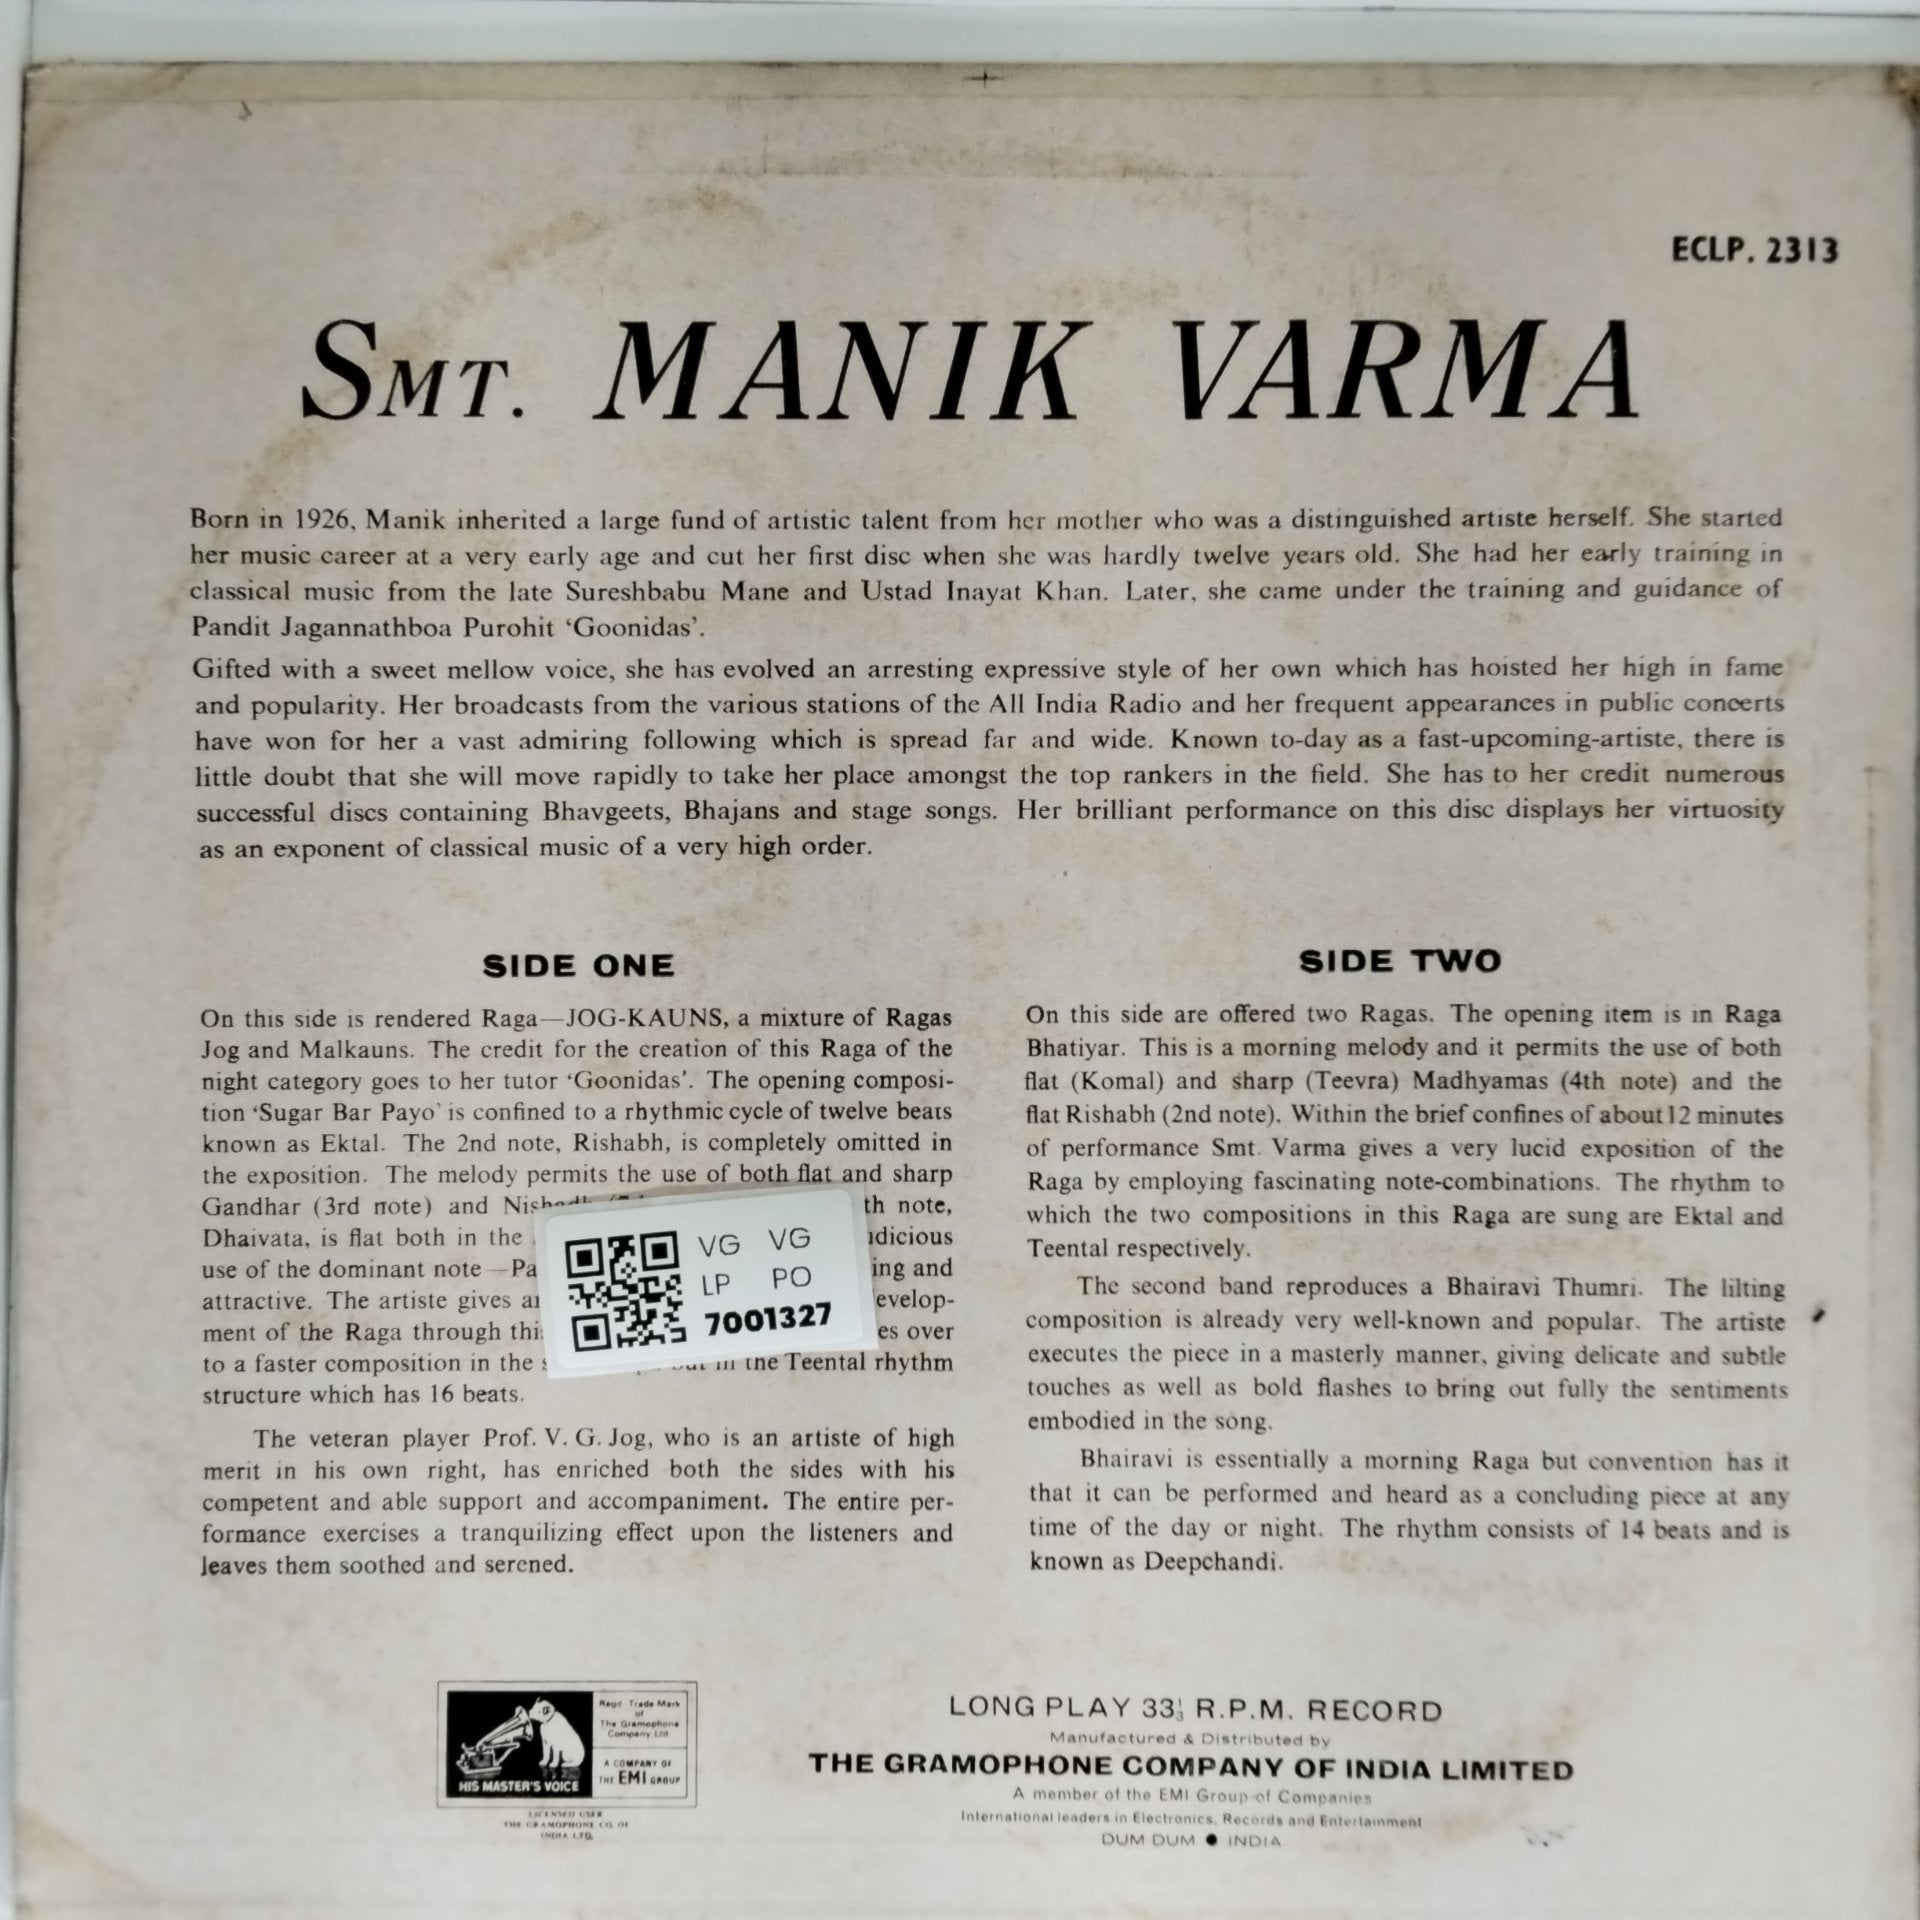 ECLP. 2313
SMT. MANIK VARMA
Born in 1926, Manik inherited a large fund of artistic talent from her mother who was a distinguished artiste herself. She started
her music career at a very early age and cut her first disc when she was hardly twelve years old. She had her early training in
classical music from the late Sureshbabu Mane and Ustad Inayat Khan. Later, she came under the training and guidance of
Pandit Jagannathboa Purohit ‘Goonidas’.
Gifted with a sweet mellow voice, she has evolved an arresting expressive style of her own which has hoisted her high in fame
and popularity. Her broadcasts from the various stations of the All India Radio and her frequent appearances in public concerts
have won for her a vast admiring following which is spread far and wide. Known to-day as a fast-upcoming-artiste, there is
little doubt that she will move rapidly to take her place amongst the top rankers in the field. She has to her credit numerous
successful discs containing Bhavgeets, Bhajans and stage songs. Her brilliant performance on this disc displays her virtuosity
as an exponent of classical music of a very high order.
SIDE ONE
On this side is rendered Raga—JOG-KAUNS, a mixture of Ragas
Jog and Malkauns. The credit for the creation of this Raga of the
night category goes to her tutor ‘Goonidas’. The opening composi-
tion ‘Sugar Bar Payo’ is confined to a rhythmic cycle of twelve beats
known as Ektal. The 2nd note, Rishabh, is completely omitted in
the exposition. The melody permits the use of both flat and sharp
Gandhar (3rd note) and note,
Dhaivata, is flat both in the
use of the dominant note— and
attractive. The artiste gives
ment of the Raga through over
to a faster composition in the in the Teental rhythm
structure which has 16 beats.
The veteran player Prof. V. G. Jog, who is an artiste of high
merit in his own right, has enriched both the sides with his
competent and able support and accompaniment. The entire per-
formance exercises a tranquilizing effect upon the listeners and
leaves them soothed and serened.
VG VG
LP PO
7001327
SIDE TWO
On this side are offered two Ragas. The opening item is in Raga
Bhatiyar. This is a morning melody and it permits the use of both
flat (Komal) and sharp (Teevra) Madhyamas (4th note) and the
flat Rishabh (2nd note). Within the brief confines of about 12 minutes
of performance Smt. Varma gives a very lucid exposition of the
Raga by employing fascinating note-combinations. The rhythm to
which the two compositions in this Raga are sung are Ektal and
Teental respectively.
The second band reproduces a Bhairavi Thumri. The lilting
composition is already very well-known and popular. The artiste
executes the piece in a masterly manner, giving delicate and subtle
touches as well as bold flashes to bring out fully the sentiments
embodied in the song.
Bhairavi is essentially a morning Raga but convention has it
that it can be performed and heard as a concluding piece at any
time of the day or night. The rhythm consists of 14 beats and is
known as Deepchandi.
Regd. Trade Mark
of
The Gramophone
Company Ltd
A COMPANY OF
THE EMI GROUP
HIS MASTER'S VOICE
LICENSED USER
THE GRAMOPHONE CO. OF
INDIA LTD.
LONG PLAY 33⅓ R.P.M. RECORD
Manufactured & Distributed by
THE GRAMOPHONE COMPANY OF INDIA LIMITED
A member of the EMI Group of Companies
International leaders in Electronics, Records and Entertainment
DUM DUM ● INDIA